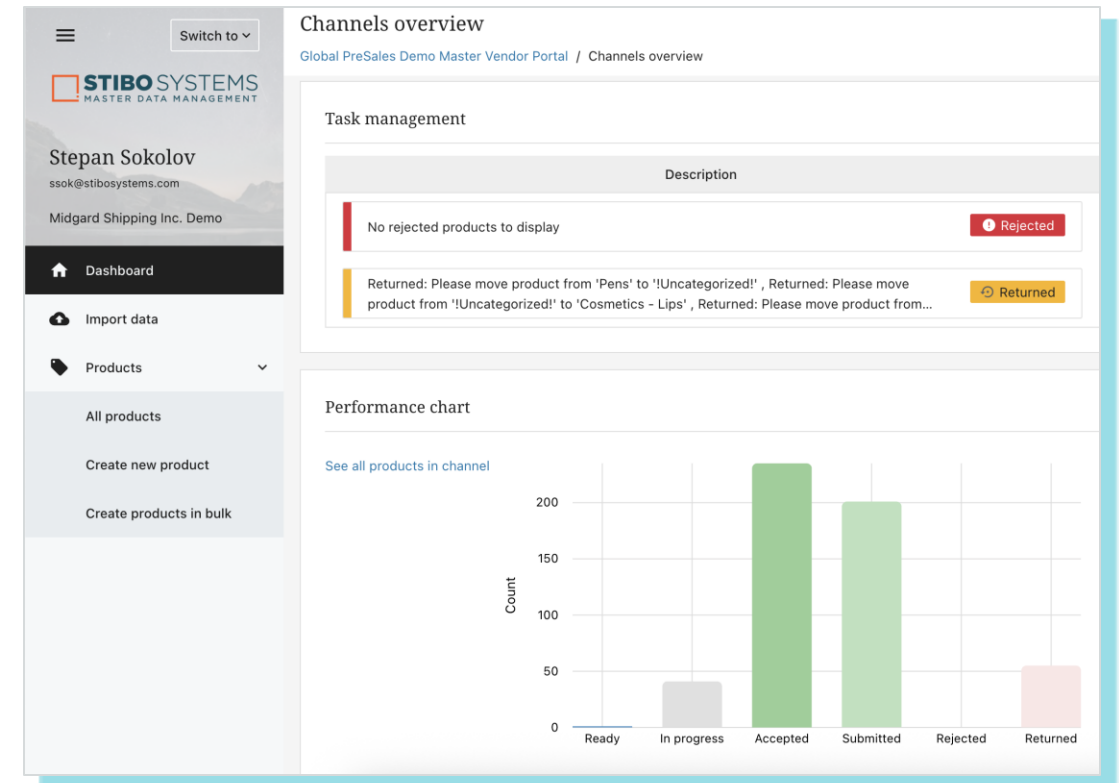 Switch to
STIBO SYSTEMS
MASTER DATA MANAGEMENT
Stepan Sokolov
ssok@stibosystems.com
Midgard Shipping Inc. Demo
Dashboard
Import data
Products
All products
Create new product
Create products in bulk
Channels overview
Global PreSales Demo Master Vendor Portal / Channels overview
Task management
Description
No rejected products to display
Rejected
Returned: Please move product from 'Pens' to '!Uncategorized!' , Returned: Please move
product from '!Uncategorized!' to 'Cosmetics - Lips' , Returned: Please move product from...
Returned
Performance chart
See all products in channel
200
150
100
50
0
Count
Ready In progress Accepted Submitted Rejected Returned